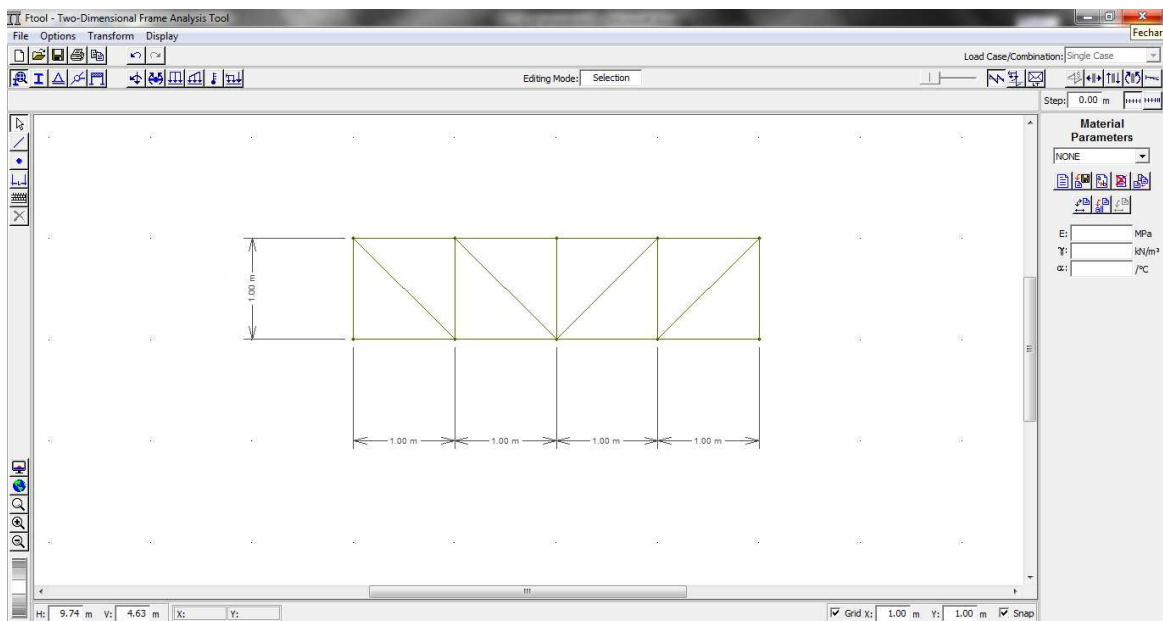 Ftool - Two-Dimensional Frame Analysis Tool
Fechar
File Options Transform Display
Load Case/Combination: Single Case
Editing Mode: Selection
Step: 0.00 m
Material
Parameters
NONE
E: MPa
γ: kN/m³
α: /°C
1.00 m
1.00 m 1.00 m 1.00 m 1.00 m
H: 9.74 m V: 4.63 m X: Y: Grid X: 1.00 m Y: 1.00 m Snap